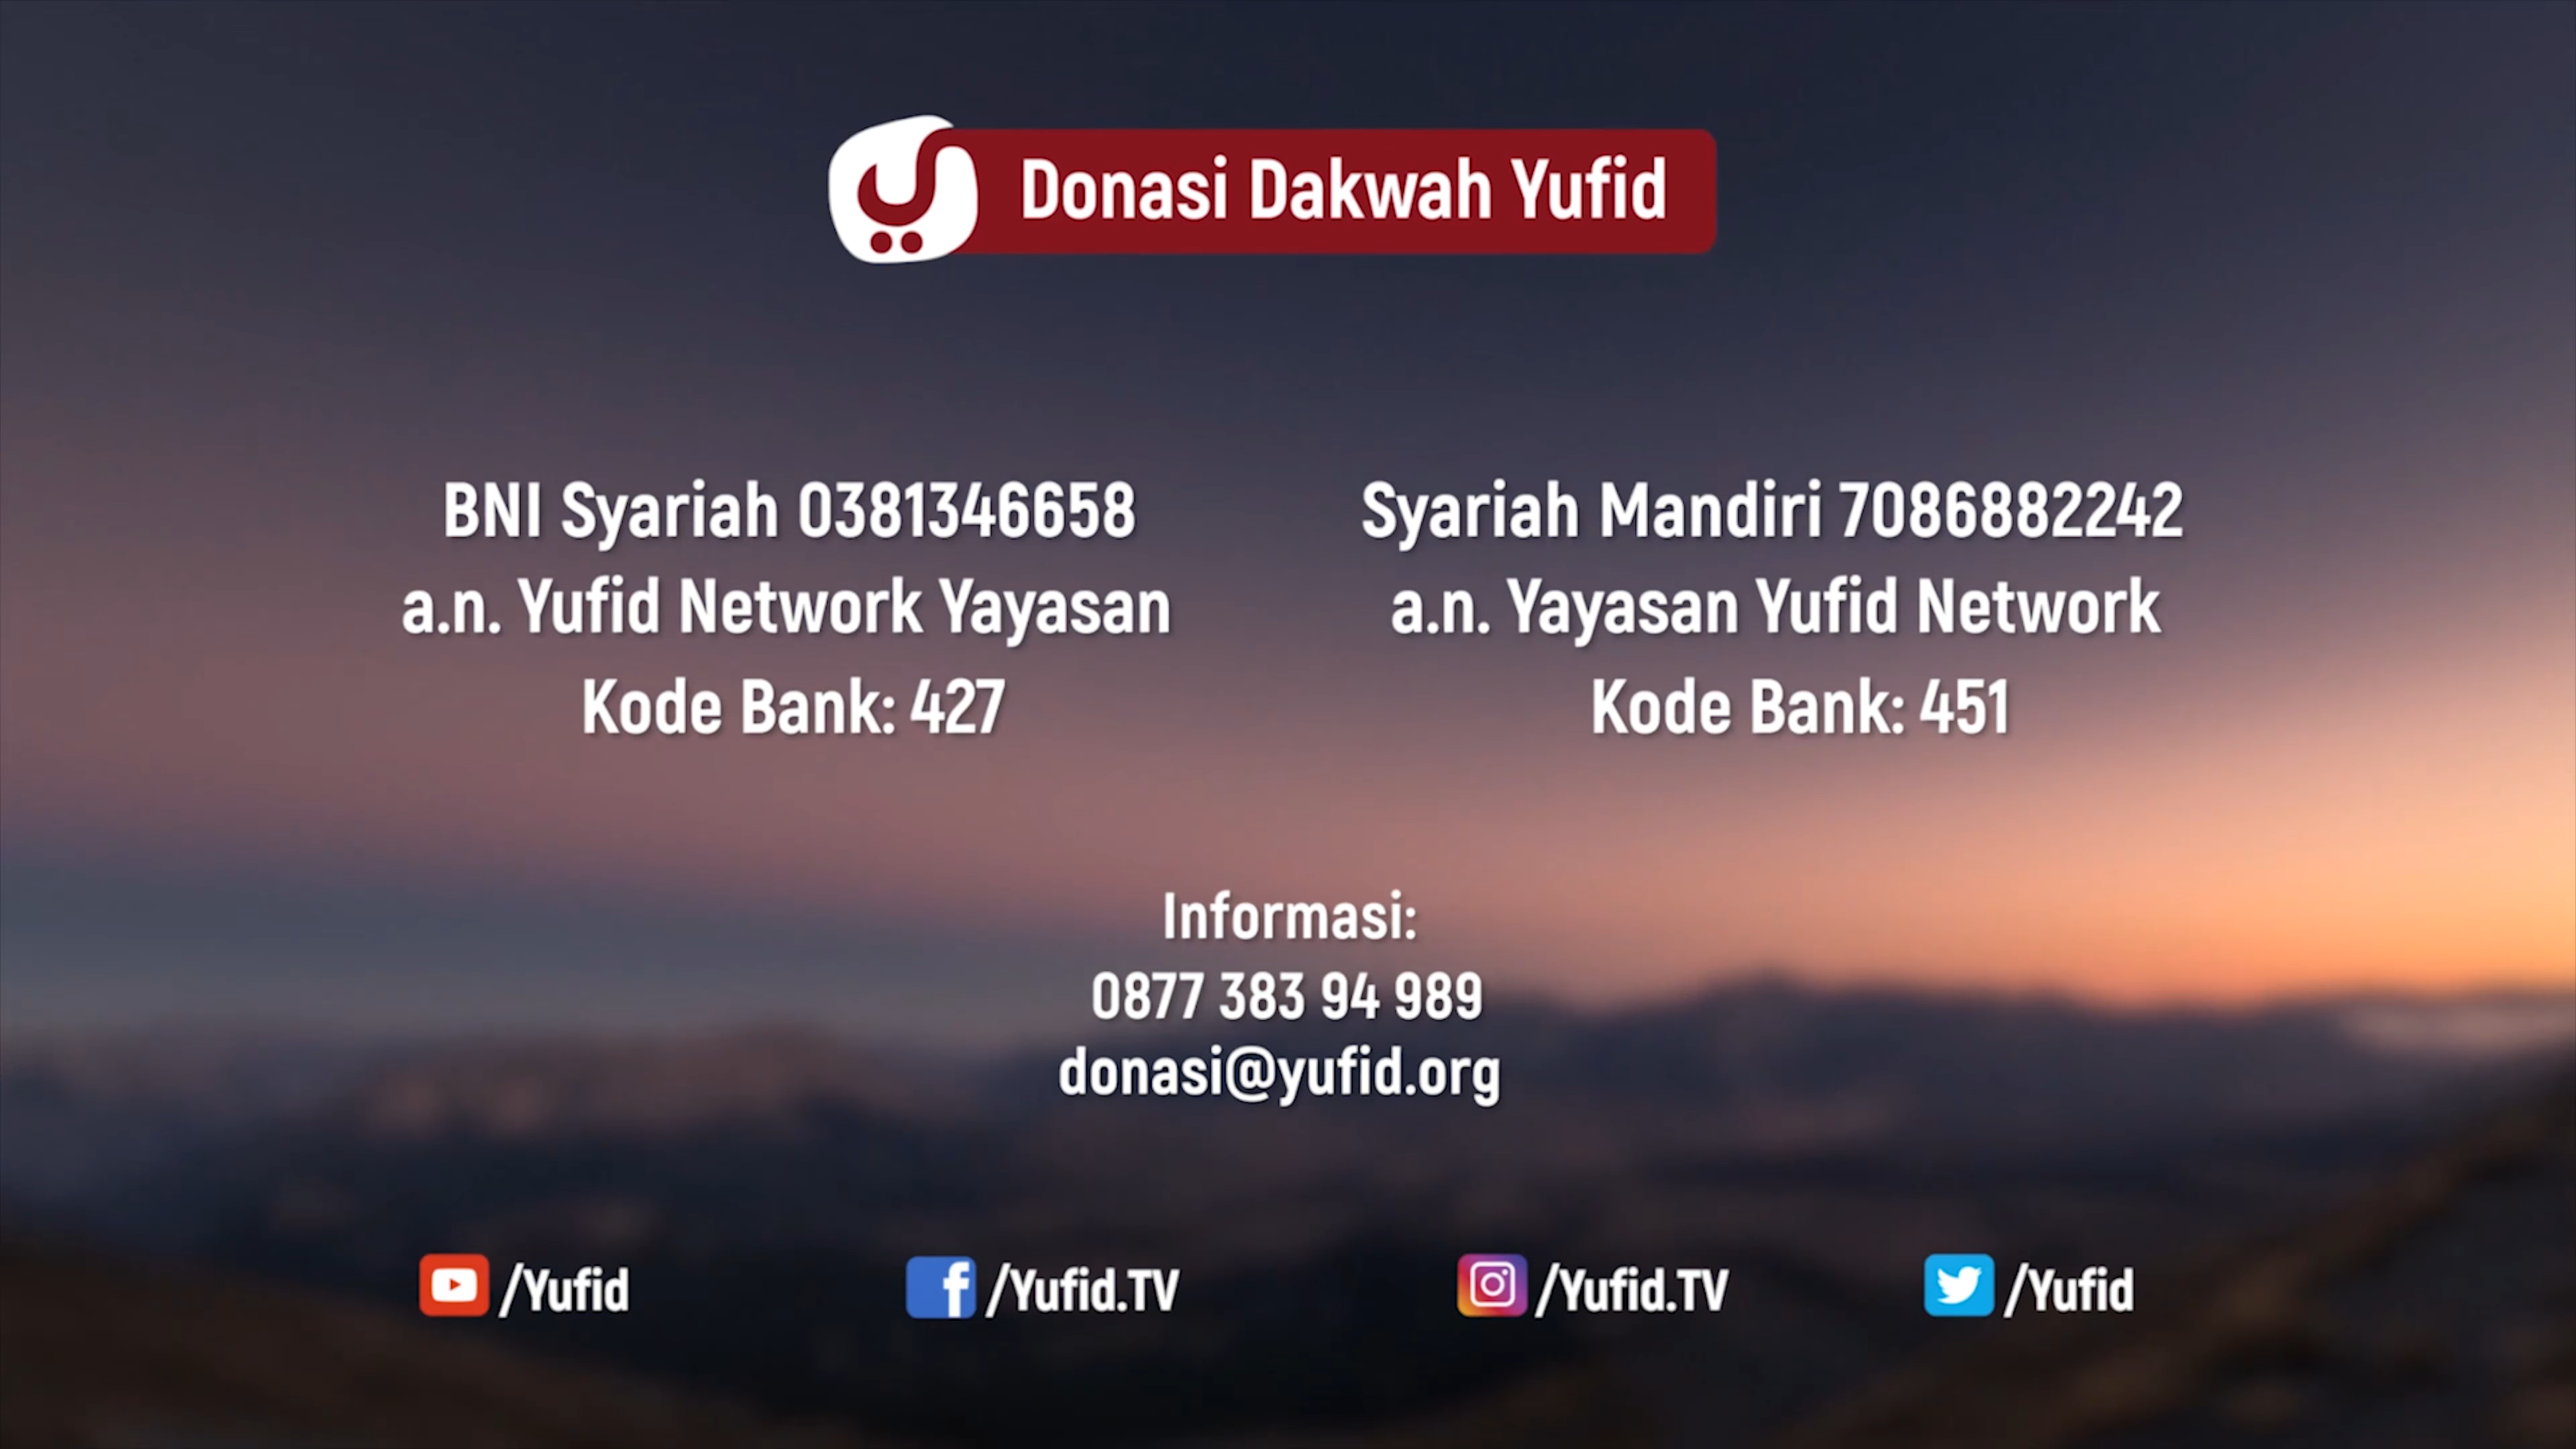 Donasi Dakwah Yufid
BNI Syariah 0381346658
a.n. Yufid Network Yayasan
Kode Bank: 427
Syariah Mandiri 7086882242
a.n. Yayasan Yufid Network
Kode Bank: 451
Informasi:
0877 383 94 989
donasi@yufid.org
/Yufid
/Yufid.TV
/Yufid.TV
/Yufid